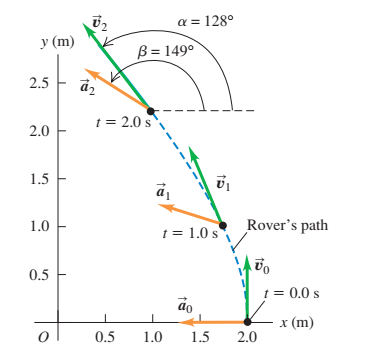 v⃗₂
α = 128°
y (m)
β = 149°
a⃗₂
2.5
t = 2.0 s
2.0
1.5
a⃗₁
v⃗₁
1.0
t = 1.0 s
Rover's path
0.5
v⃗₀
a⃗₀
t = 0.0 s
x (m)
O
0.5
1.0
1.5
2.0